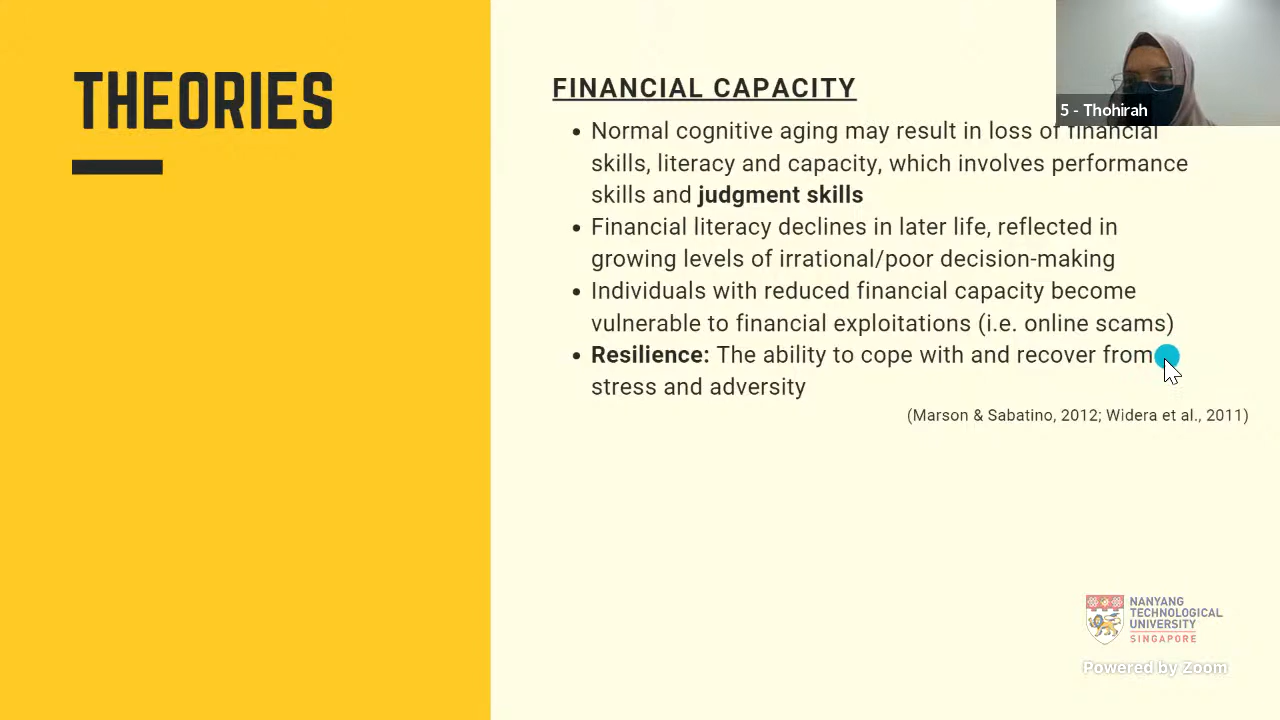 THEORIES
FINANCIAL CAPACITY
5 - Thohirah
• Normal cognitive aging may result in loss of financial
skills, literacy and capacity, which involves performance
skills and judgment skills
• Financial literacy declines in later life, reflected in
growing levels of irrational/poor decision-making
• Individuals with reduced financial capacity become
vulnerable to financial exploitations (i.e. online scams)
• Resilience: The ability to cope with and recover from
stress and adversity
(Marson & Sabatino, 2012; Widera et al., 2011)
NANYANG
TECHNOLOGICAL
UNIVERSITY
SINGAPORE
Powered by Zoom